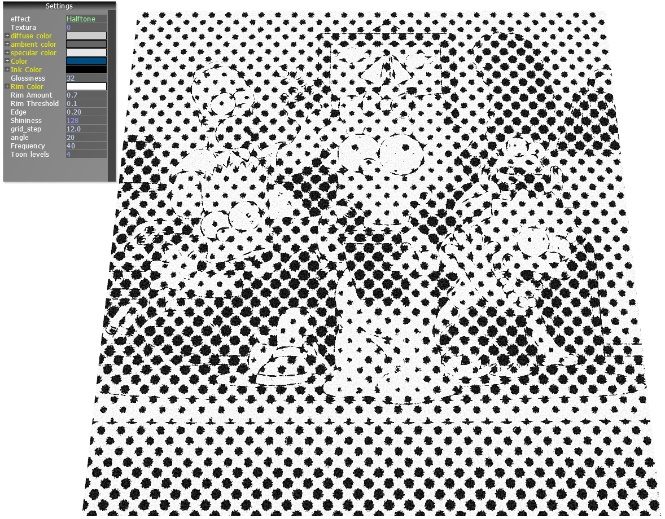 Settings
effect Halftone
Textura 0
diffuse color
ambient color
specular color
Color
Ink Color
Glossiness 32
Rim Color
Rim Amount 0.7
Rim Threshold 0.1
Edge 0.20
Shininess 128
grid_step 12.0
angle 20
Frequency 40
Toon levels 4